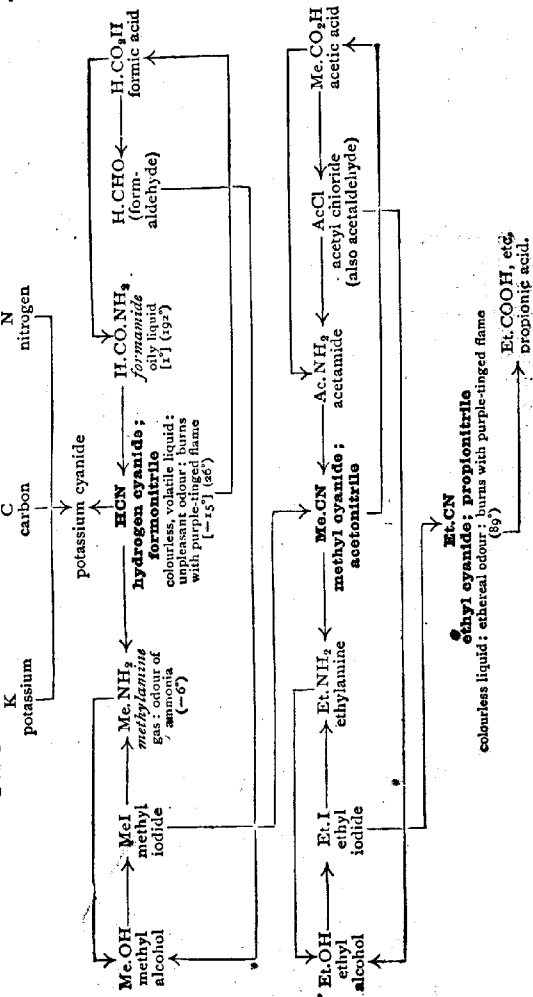 K
potassium
C
carbon
N
nitrogen
potassium cyanide
Me.OH
methyl
alcohol
MeI
methyl
iodide
Me.NH₂
methylamine
gas : odour of
ammonia
(−6°)
HCN
hydrogen cyanide ;
formonitrile
colourless, volatile liquid :
unpleasant odour : burns
with purple-tinged flame
[−15°] (26°)
H.CO.NH₂
formamide
oily liquid
[1°] (192°)
H.CHO
(form-
aldehyde)
H.CO₂H
formic acid
Et.OH
ethyl
alcohol
Et.I
ethyl
iodide
Et.NH₂
ethylamine
Me.CN
methyl cyanide ;
acetonitrile
Ac.NH₂
acetamide
AcCl
acetyl chloride
(also acetaldehyde)
Me.CO₂H
acetic acid
Et.CN
ethyl cyanide ; propionitrile
colourless liquid : ethereal odour : burns with purple-tinged flame
(89°)
Et.COOH, etc,
propionic acid.